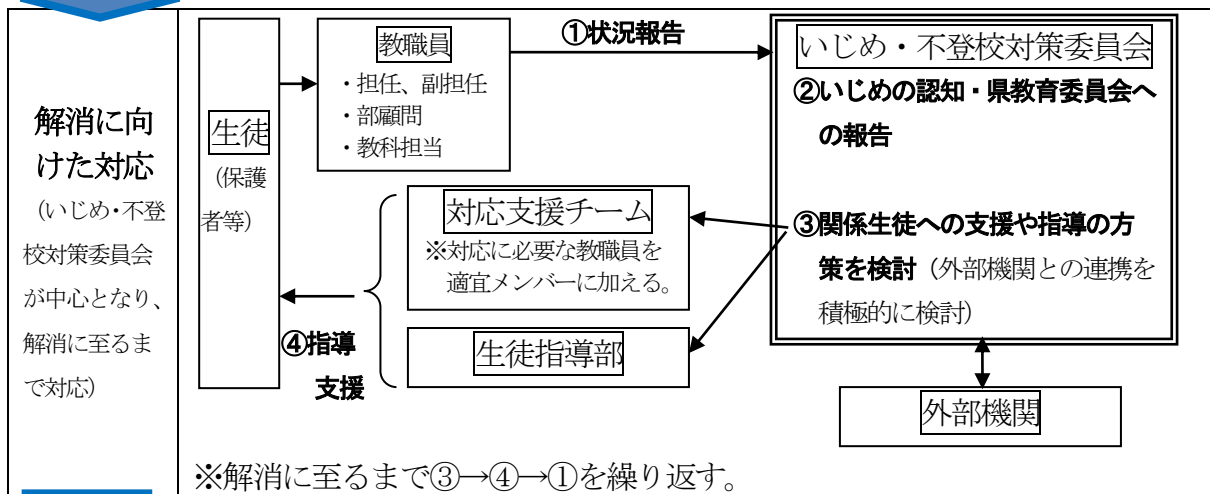 解消に向
けた対応
（いじめ・不登
校対策委員会
が中心となり、
解消に至るま
で対応）
生徒
（保護
者等）
教職員
・担任、副担任
・部顧問
・教科担当
①状況報告
いじめ・不登校対策委員会
②いじめの認知・県教育委員会へ
の報告
③関係生徒への支援や指導の方
策を検討（外部機関との連携を
積極的に検討）
対応支援チーム
※対応に必要な教職員を
適宜メンバーに加える。
生徒指導部
④指導
支援
外部機関
※解消に至るまで③→④→①を繰り返す。